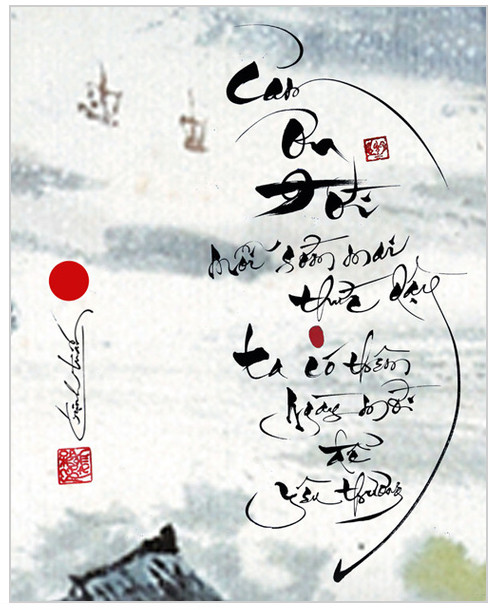 Cảm
Ơn
Đời
mỗi sớm mai
thức dậy
ta có thêm
Ngày mới
để
yêu thương